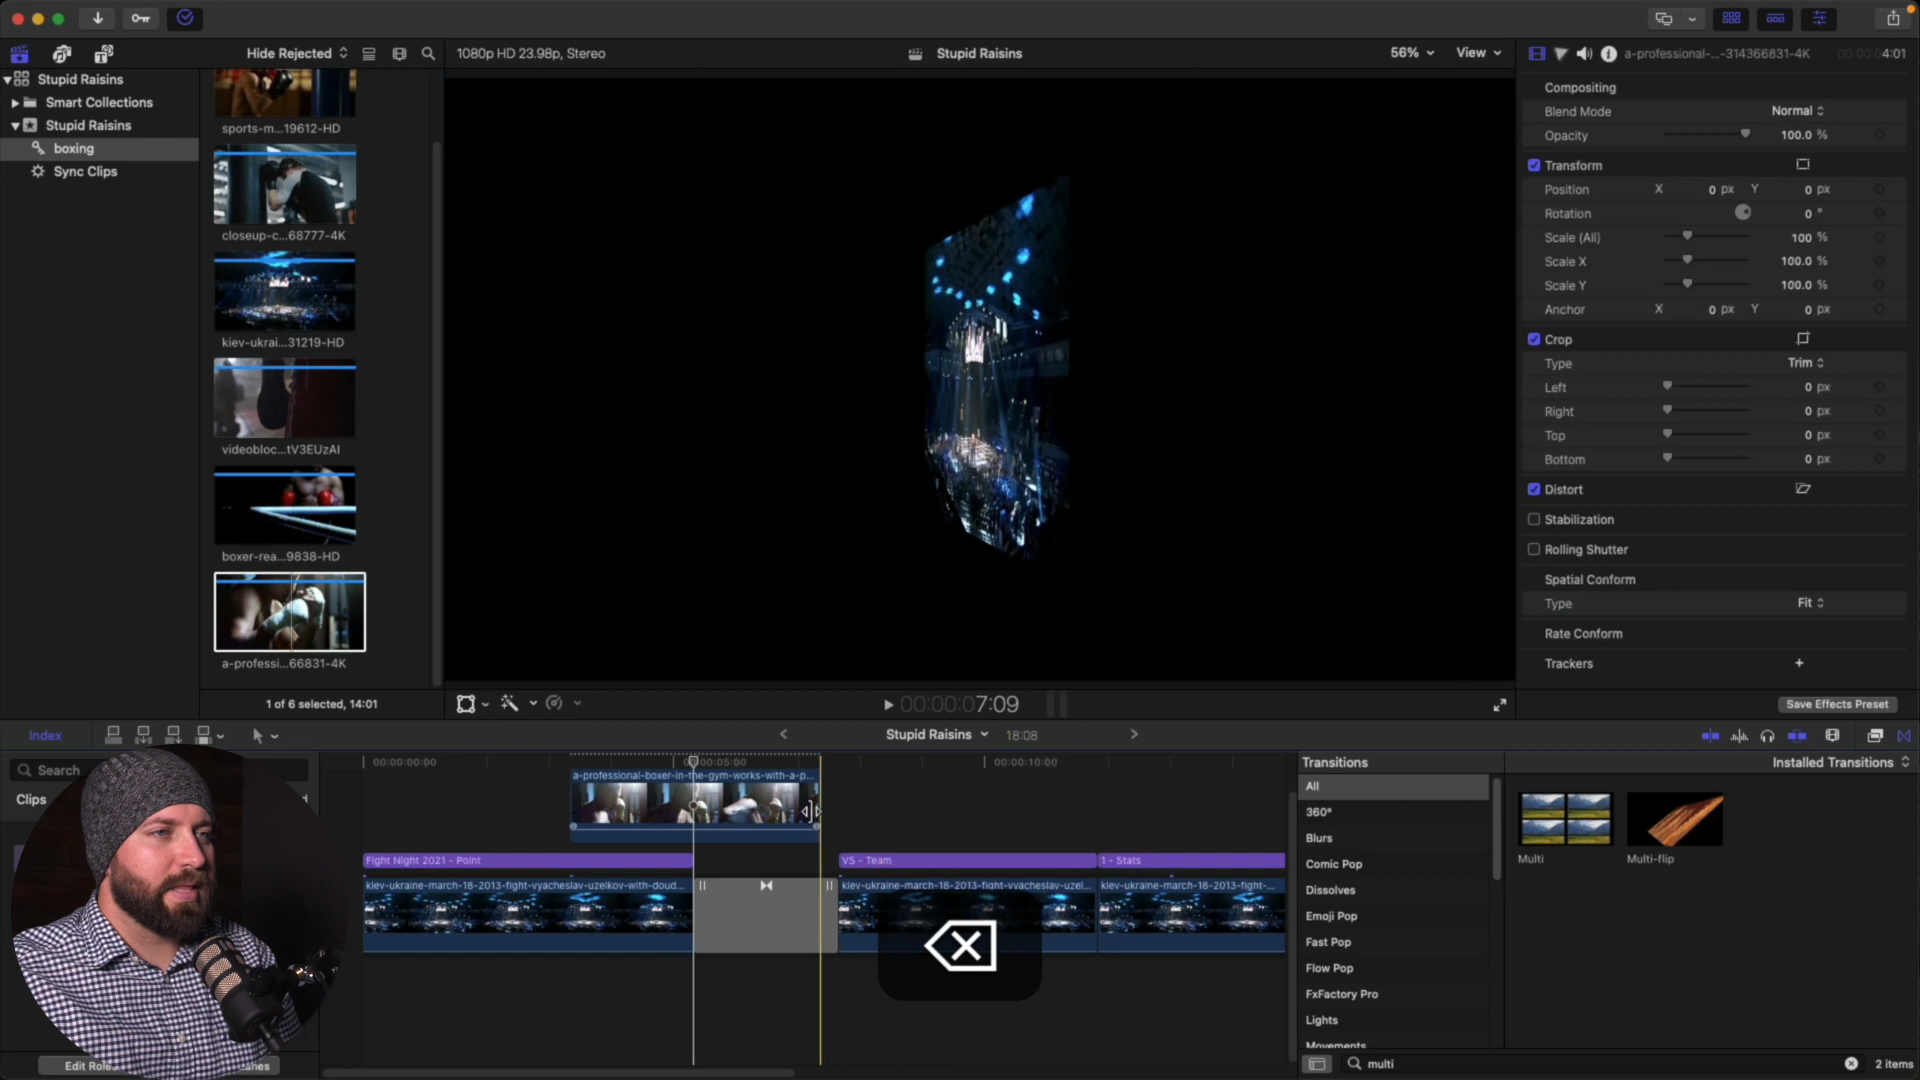 Hide Rejected
1080p HD 23.98p, Stereo
Stupid Raisins
56%
View
a-professional-...-314366831-4K
00:00:04:01
Stupid Raisins
Smart Collections
Stupid Raisins
boxing
Sync Clips
sports-m...19612-HD
closeup-c...68777-4K
kiev-ukrai...31219-HD
videobloc...tV3EUzAI
boxer-rea...9838-HD
a-professi...66831-4K
1 of 6 selected, 14:01
00:00:07:09
Compositing
Blend Mode
Normal
Opacity
100.0 %
Transform
Position
X
0 px
Y
0 px
Rotation
0 °
Scale (All)
100 %
Scale X
100.0 %
Scale Y
100.0 %
Anchor
X
0 px
Y
0 px
Crop
Type
Trim
Left
0 px
Right
0 px
Top
0 px
Bottom
0 px
Distort
Stabilization
Rolling Shutter
Spatial Conform
Type
Fit
Rate Conform
Trackers
Save Effects Preset
Index
Stupid Raisins
18:08
Search
Clips
00:00:00:00
00:00:05:00
00:00:10:00
a-professional-boxer-in-the-gym-works-with-a-p...
Fight Night 2021 - Point
VS - Team
1 - Stats
kiev-ukraine-march-18-2013-fight-vyacheslav-uzelkov-with-doud...
kiev-ukraine-march-18-2013-fight-vyacheslav-uzel...
kiev-ukraine-march-18-2013-fight-...
Transitions
Installed Transitions
All
360°
Blurs
Comic Pop
Dissolves
Emoji Pop
Fast Pop
Flow Pop
FxFactory Pro
Lights
Movements
Multi
Multi-flip
multi
2 items